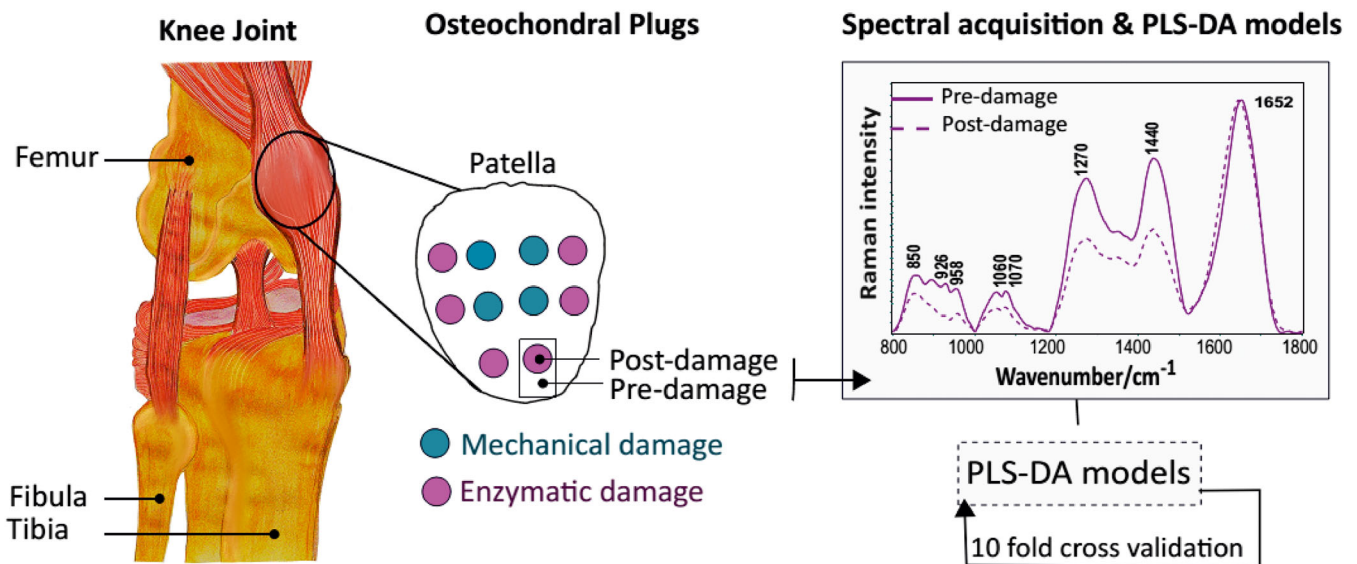 Knee Joint
Osteochondral Plugs
Spectral acquisition & PLS-DA models
Femur
Fibula
Tibia
Patella
Post-damage
Pre-damage
Mechanical damage
Enzymatic damage
Pre-damage
Post-damage
Raman intensity
850
926
958
1060
1070
1270
1440
1652
800
1000
1200
1400
1600
1800
Wavenumber/cm⁻¹
PLS-DA models
10 fold cross validation